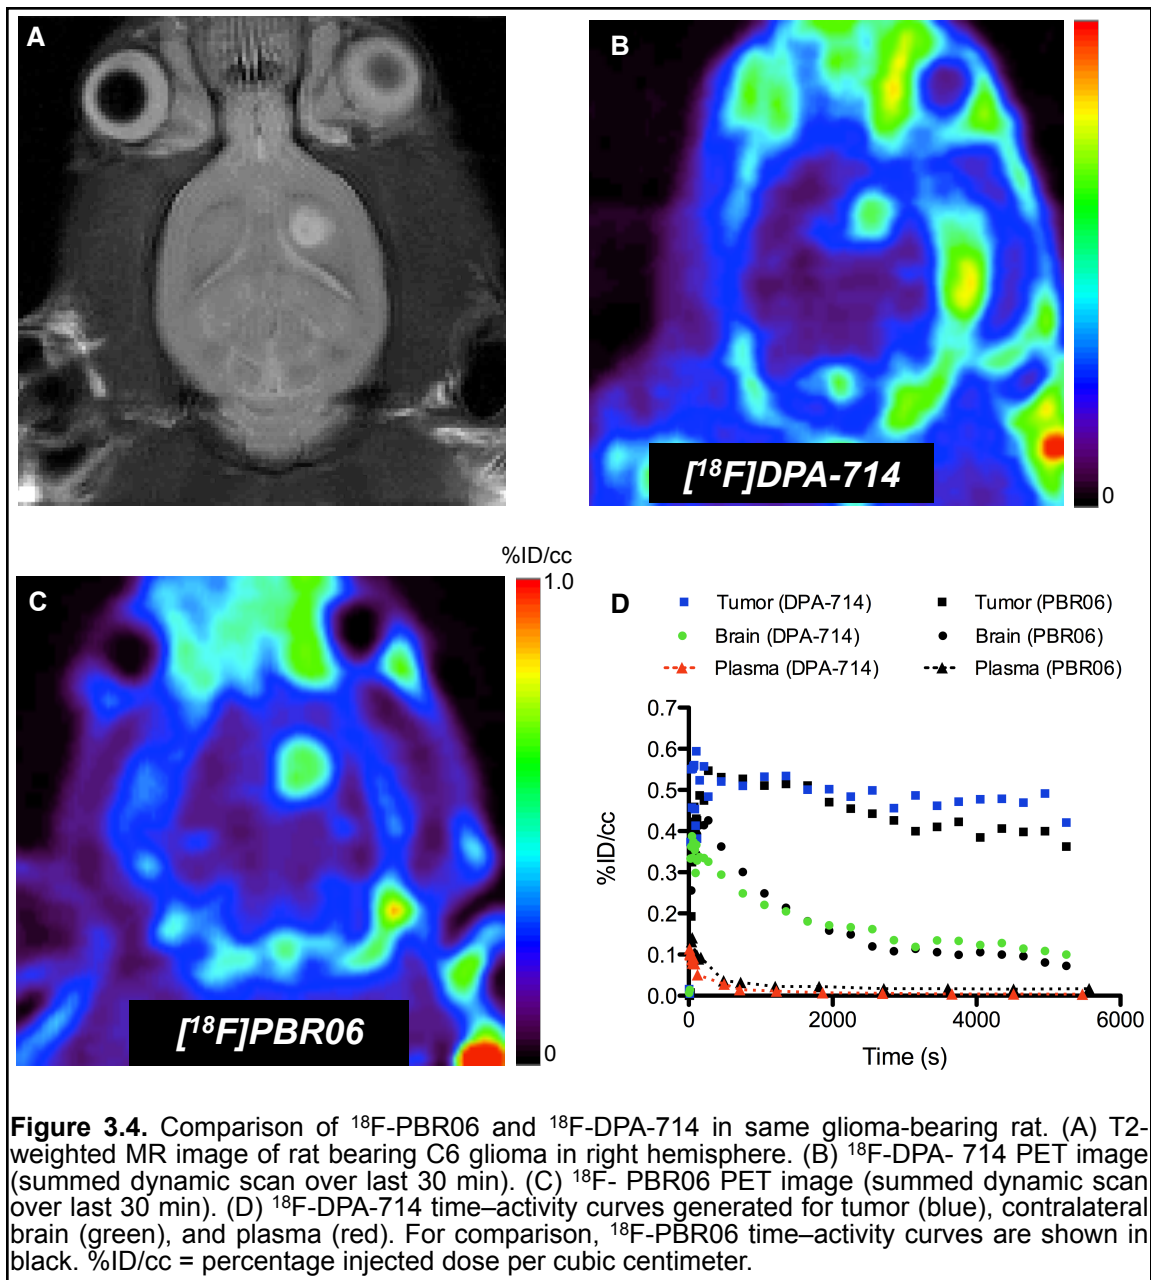 A
B
[¹⁸F]DPA-714
0
%ID/cc
1.0
C
[¹⁸F]PBR06
0
D
Tumor (DPA-714)
Tumor (PBR06)
Brain (DPA-714)
Brain (PBR06)
Plasma (DPA-714)
Plasma (PBR06)
0.7
0.6
0.5
0.4
0.3
0.2
0.1
0.0
%ID/cc
0
2000
4000
6000
Time (s)
Figure 3.4. Comparison of ¹⁸F-PBR06 and ¹⁸F-DPA-714 in same glioma-bearing rat. (A) T2-
weighted MR image of rat bearing C6 glioma in right hemisphere. (B) ¹⁸F-DPA- 714 PET image
(summed dynamic scan over last 30 min). (C) ¹⁸F- PBR06 PET image (summed dynamic scan
over last 30 min). (D) ¹⁸F-DPA-714 time–activity curves generated for tumor (blue), contralateral
brain (green), and plasma (red). For comparison, ¹⁸F-PBR06 time–activity curves are shown in
black. %ID/cc = percentage injected dose per cubic centimeter.